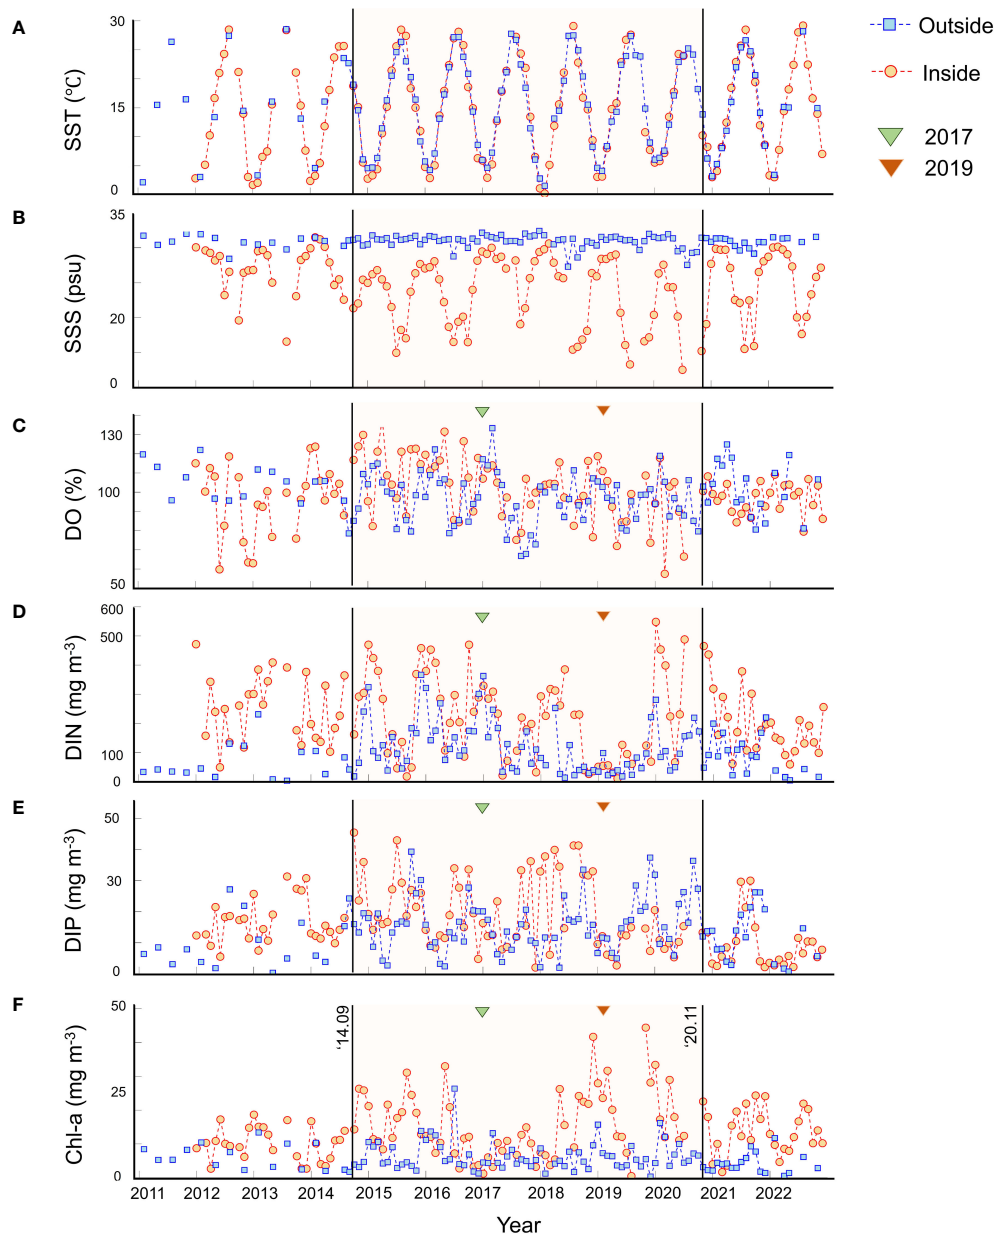 A
SST (°C)
30
15
0
Outside
Inside
2017
2019
B
SSS (psu)
35
20
0
C
DO (%)
130
100
50
D
DIN (mg m-3)
600
500
100
0
E
DIP (mg m-3)
50
30
0
F
Chl-a (mg m-3)
50
25
0
'14.09
'20.11
2011 2012 2013 2014 2015 2016 2017 2018 2019 2020 2021 2022
Year